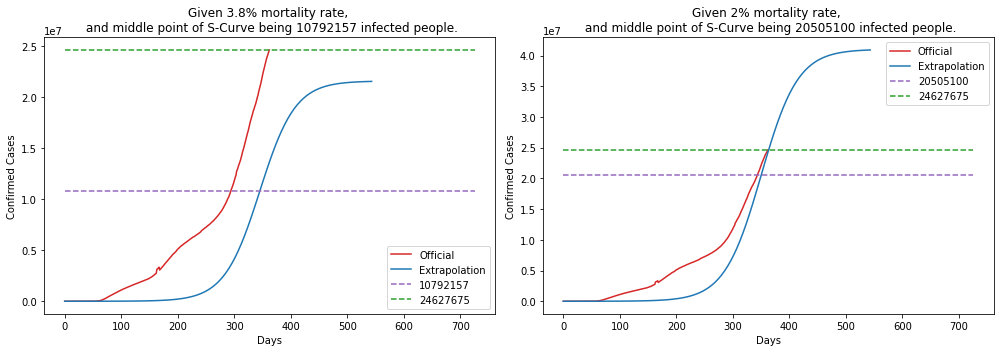 Given 3.8% mortality rate,
and middle point of S-Curve being 10792157 infected people.
1e7
2.5
2.0
1.5
1.0
0.5
0.0
Confirmed Cases
0 100 200 300 400 500 600 700
Days
Official
Extrapolation
10792157
24627675
Given 2% mortality rate,
and middle point of S-Curve being 20505100 infected people.
1e7
4.0
3.5
3.0
2.5
2.0
1.5
1.0
0.5
0.0
Confirmed Cases
0 100 200 300 400 500 600 700
Days
Official
Extrapolation
20505100
24627675